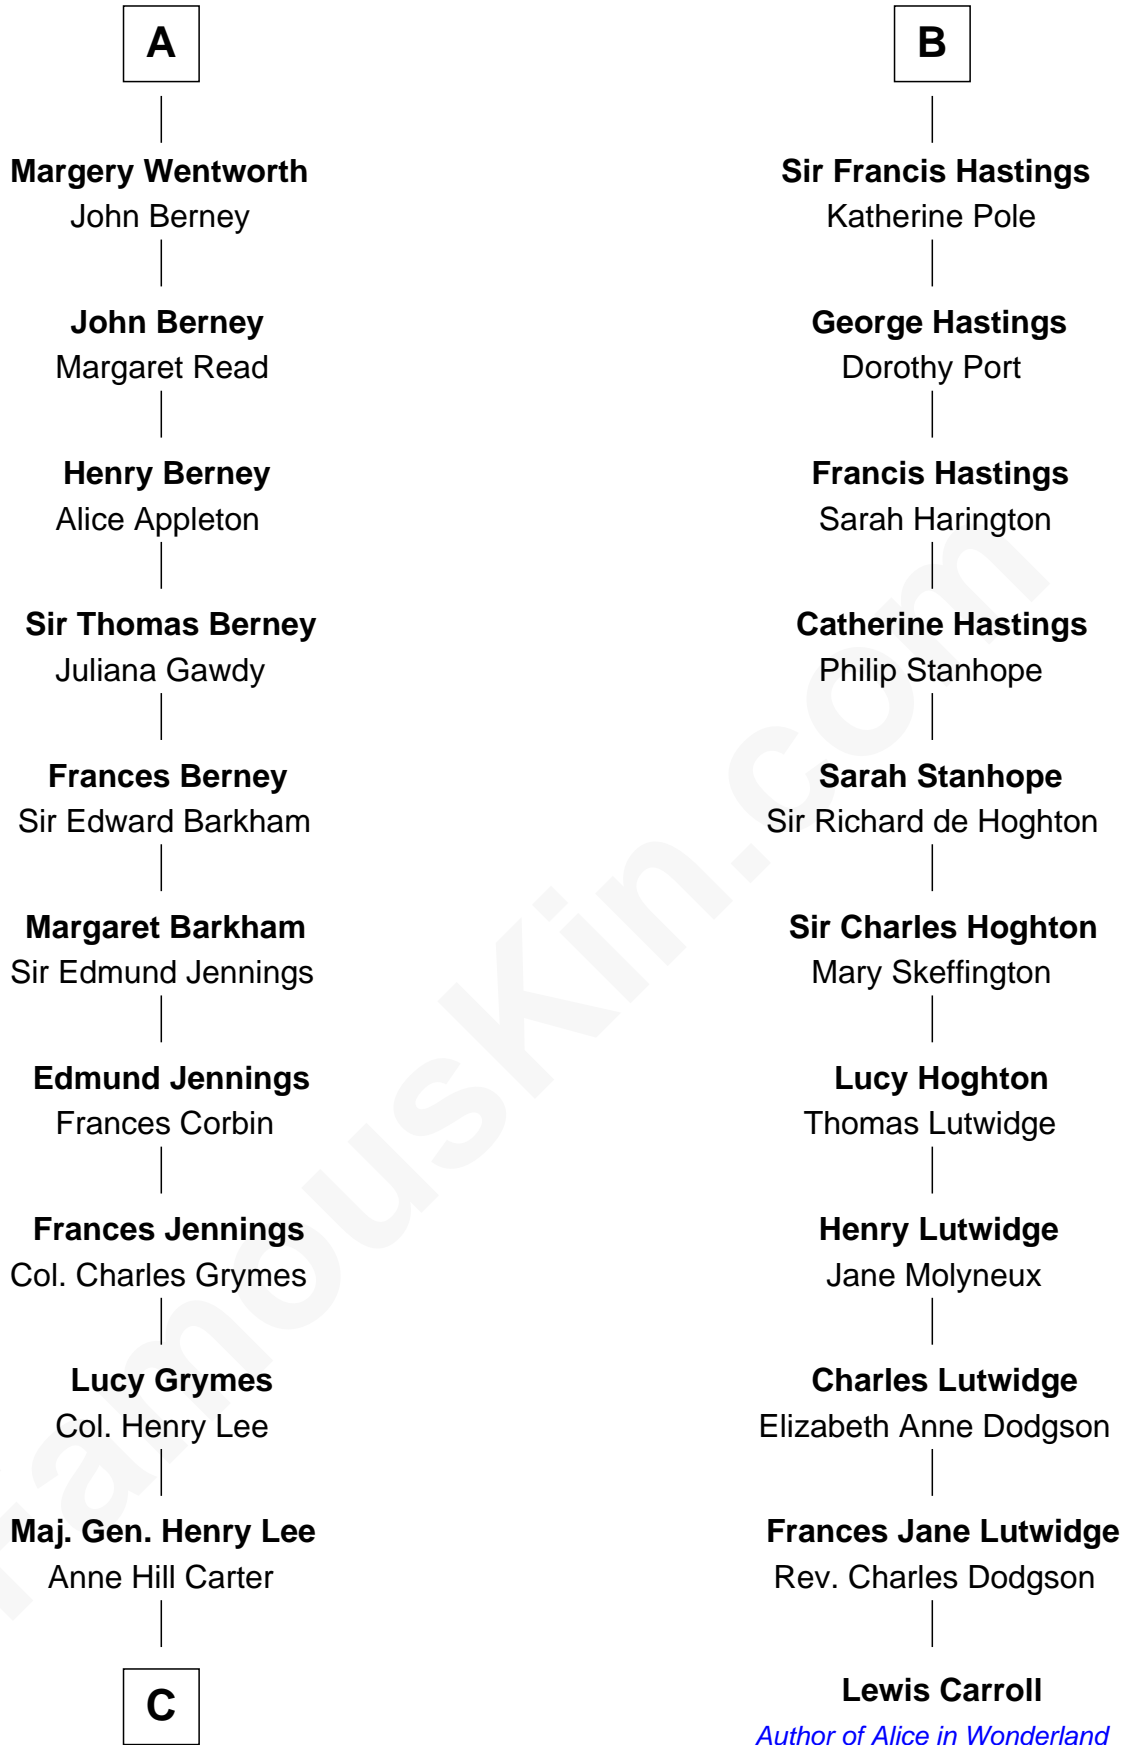 A
Margery Wentworth
John Berney
John Berney
Margaret Read
Henry Berney
Alice Appleton
Sir Thomas Berney
Juliana Gawdy
Frances Berney
Sir Edward Barkham
Margaret Barkham
Sir Edmund Jennings
Edmund Jennings
Frances Corbin
Frances Jennings
Col. Charles Grymes
Lucy Grymes
Col. Henry Lee
Maj. Gen. Henry Lee
Anne Hill Carter
C
B
Sir Francis Hastings
Katherine Pole
George Hastings
Dorothy Port
Francis Hastings
Sarah Harington
Catherine Hastings
Philip Stanhope
Sarah Stanhope
Sir Richard de Hoghton
Sir Charles Hoghton
Mary Skeffington
Lucy Hoghton
Thomas Lutwidge
Henry Lutwidge
Jane Molyneux
Charles Lutwidge
Elizabeth Anne Dodgson
Frances Jane Lutwidge
Rev. Charles Dodgson
Lewis Carroll
Author of Alice in Wonderland
FamousKin.com